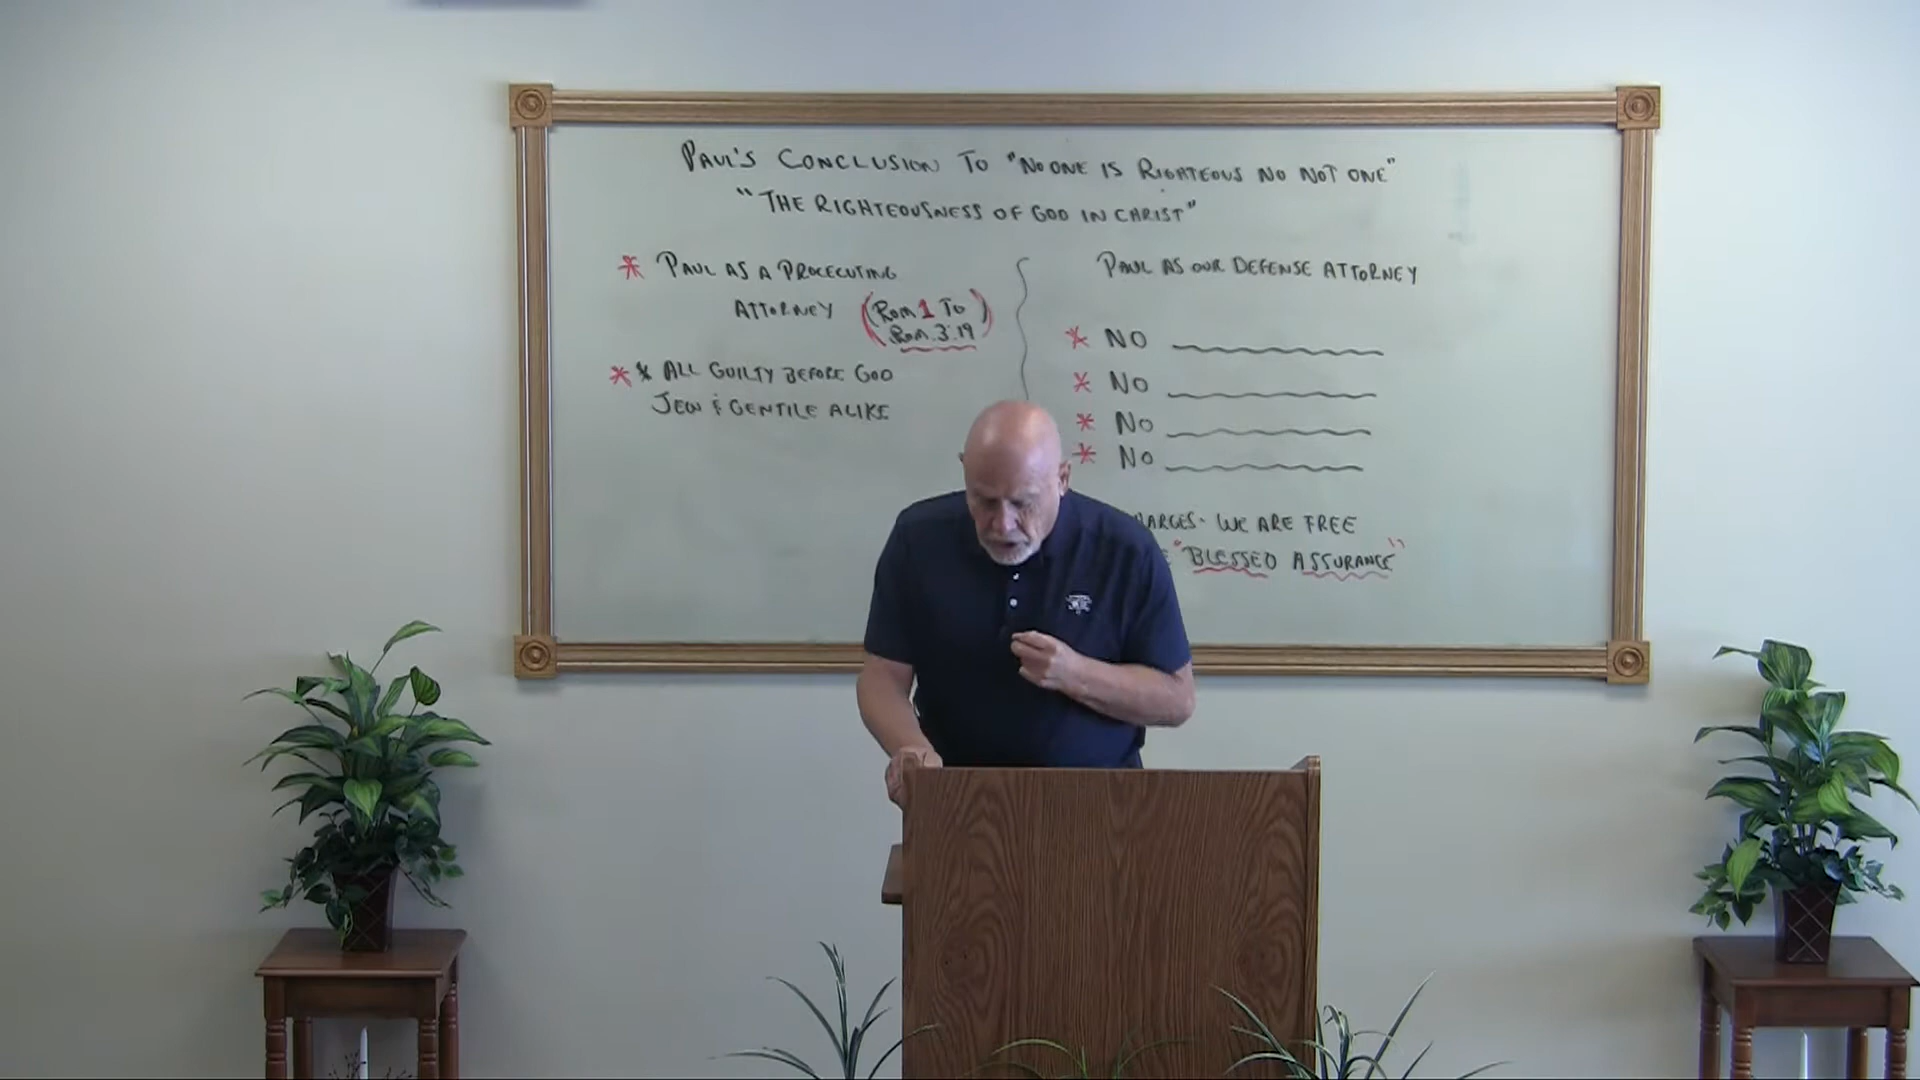 PAUL'S CONCLUSION TO "NO ONE IS RIGHTEOUS NO NOT ONE"
"THE RIGHTEOUSNESS OF GOD IN CHRIST"
* PAUL AS A PROCECUTING
ATTORNEY (Rom 1 To
Rom. 3:19)
* * ALL GUILTY BEFORE GOD
JEW & GENTILE ALIKE
PAUL AS OUR DEFENSE ATTORNEY
* NO
* NO
* NO
* NO
WE ARE FREE
"BLESSED ASSURANCE"